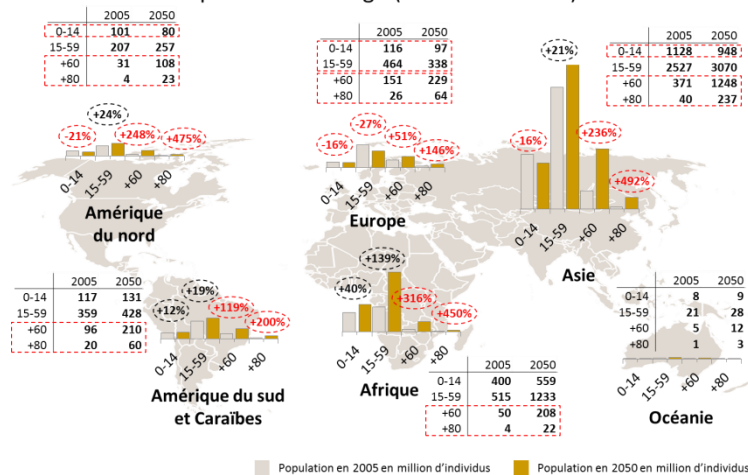 2005 2050
0-14 101 80
15-59 207 257
+60 31 108
+80 4 23
-21% +24% +248% +475%
0-14 15-59 +60 +80
Amérique
du nord
2005 2050
0-14 116 97
15-59 464 338
+60 151 229
+80 26 64
-16% -27% +51% +146%
0-14 15-59 +60 +80
Europe
2005 2050
0-14 1128 948
15-59 2527 3070
+60 371 1248
+80 40 237
-16% +21% +236% +492%
0-14 15-59 +60 +80
Asie
2005 2050
0-14 117 131
15-59 359 428
+60 96 210
+80 20 60
+12% +19% +119% +200%
0-14 15-59 +60 +80
Amérique du sud
et Caraïbes
+40% +139% +316% +450%
0-14 15-59 +60 +80
Afrique
2005 2050
0-14 400 559
15-59 515 1233
+60 50 208
+80 4 22
2005 2050
0-14 8 9
15-59 21 28
+60 5 12
+80 1 3
0-14 15-59 +60 +80
Océanie
Population en 2005 en million d'individus Population en 2050 en million d'individus